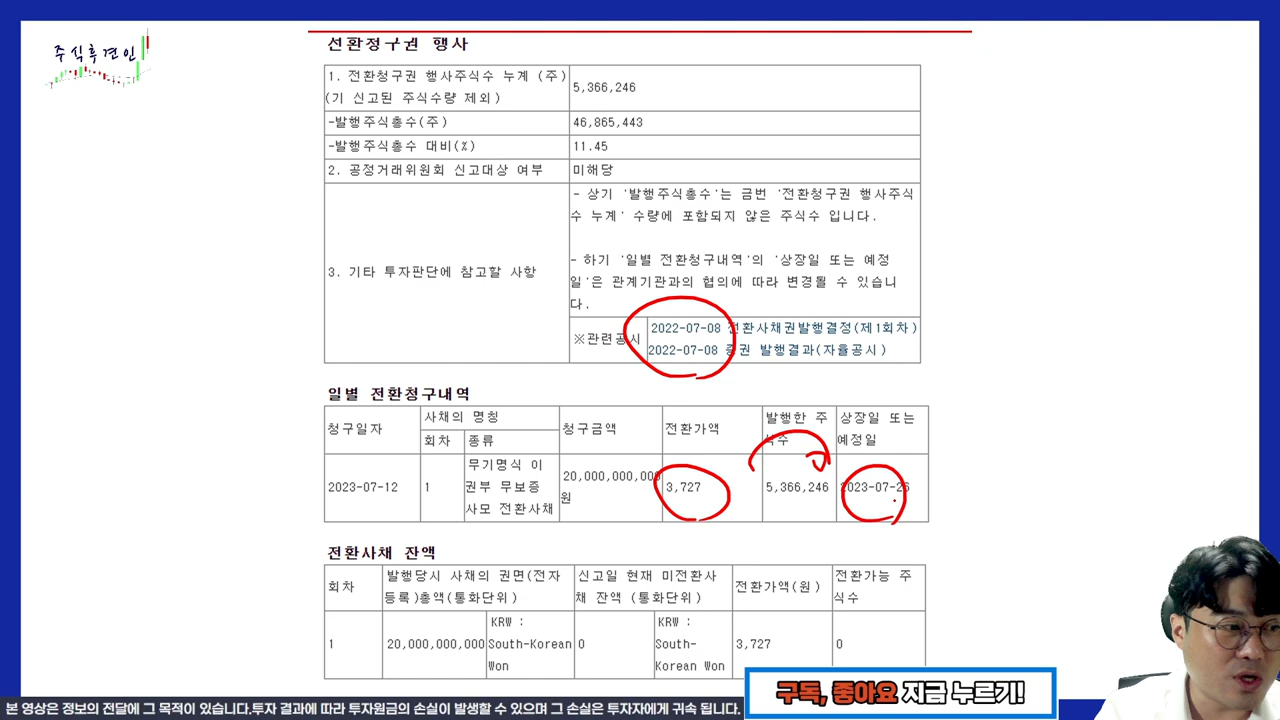 주식후견인
전환청구권 행사
1. 전환청구권 행사주식수 누계 (주)
(기 신고된 주식수량 제외)
5,366,246
-발행주식총수(주)
46,865,443
-발행주식총수 대비(%)
11.45
2. 공정거래위원회 신고대상 여부
미해당
3. 기타 투자판단에 참고할 사항
- 상기 '발행주식총수'는 금번 '전환청구권 행사주식
수 누계' 수량에 포함되지 않은 주식수 입니다.
- 하기 '일별 전환청구내역'의 '상장일 또는 예정
일'은 관계기관과의 협의에 따라 변경될 수 있습니
다.
※관련공시
2022-07-08 전환사채권발행결정(제1회차)
2022-07-08 증권 발행결과(자율공시)
일별 전환청구내역
청구일자
사채의 명칭
회차
종류
청구금액
전환가액
발행한 주
식수
상장일 또는
예정일
2023-07-12
1
무기명식 이
권부 무보증
사모 전환사채
20,000,000,000
원
3,727
5,366,246
2023-07-26
전환사채 잔액
회차
발행당시 사채의 권면(전자
등록)총액(통화단위)
신고일 현재 미전환사
채 잔액 (통화단위)
전환가액(원)
전환가능 주
식수
1
20,000,000,000
KRW :
South-Korean
Won
0
KRW :
South-
Korean Won
3,727
0
구독, 좋아요 지금 누르기!
본 영상은 정보의 전달에 그 목적이 있습니다.투자 결과에 따라 투자원금의 손실이 발생할 수 있으며 그 손실은 투자자에게 귀속 됩니다.